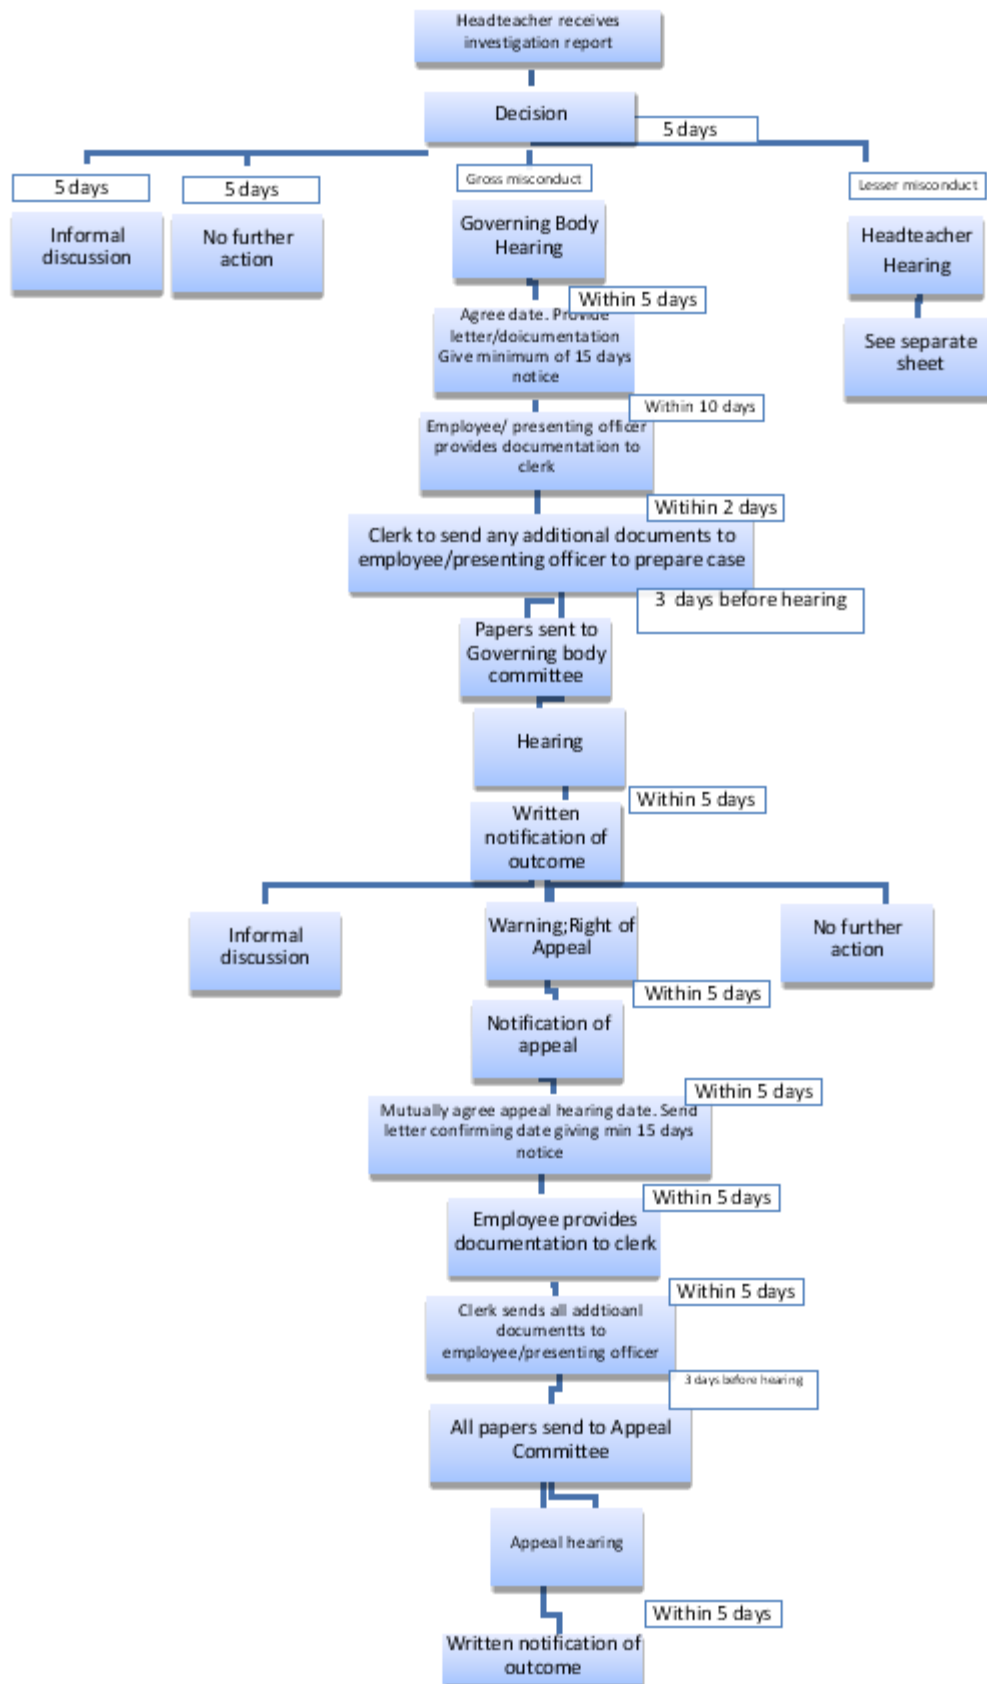 Headteacher receives
investigation report
Decision
5 days
5 days
5 days
Gross misconduct
Lesser misconduct
Informal
discussion
No further
action
Governing Body
Hearing
Headteacher
Hearing
Within 5 days
Agree date. Provide
letter/doicumentation
Give minimum of 15 days
notice
See separate
sheet
Within 10 days
Employee/ presenting officer
provides documentation to
clerk
Witihin 2 days
Clerk to send any additional documents to
employee/presenting officer to prepare case
3 days before hearing
Papers sent to
Governing body
committee
Hearing
Within 5 days
Written
notification of
outcome
Informal
discussion
Warning;Right of
Appeal
No further
action
Within 5 days
Notification of
appeal
Within 5 days
Mutually agree appeal hearing date. Send
letter confirming date giving min 15 days
notice
Within 5 days
Employee provides
documentation to clerk
Within 5 days
Clerk sends all addtioanl
documentts to
employee/presenting officer
3 days before hearing
All papers send to Appeal
Committee
Appeal hearing
Within 5 days
Written notification of
outcome